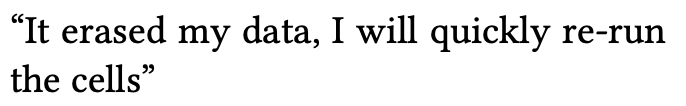 “It erased my data, I will quickly re-run
the cells”